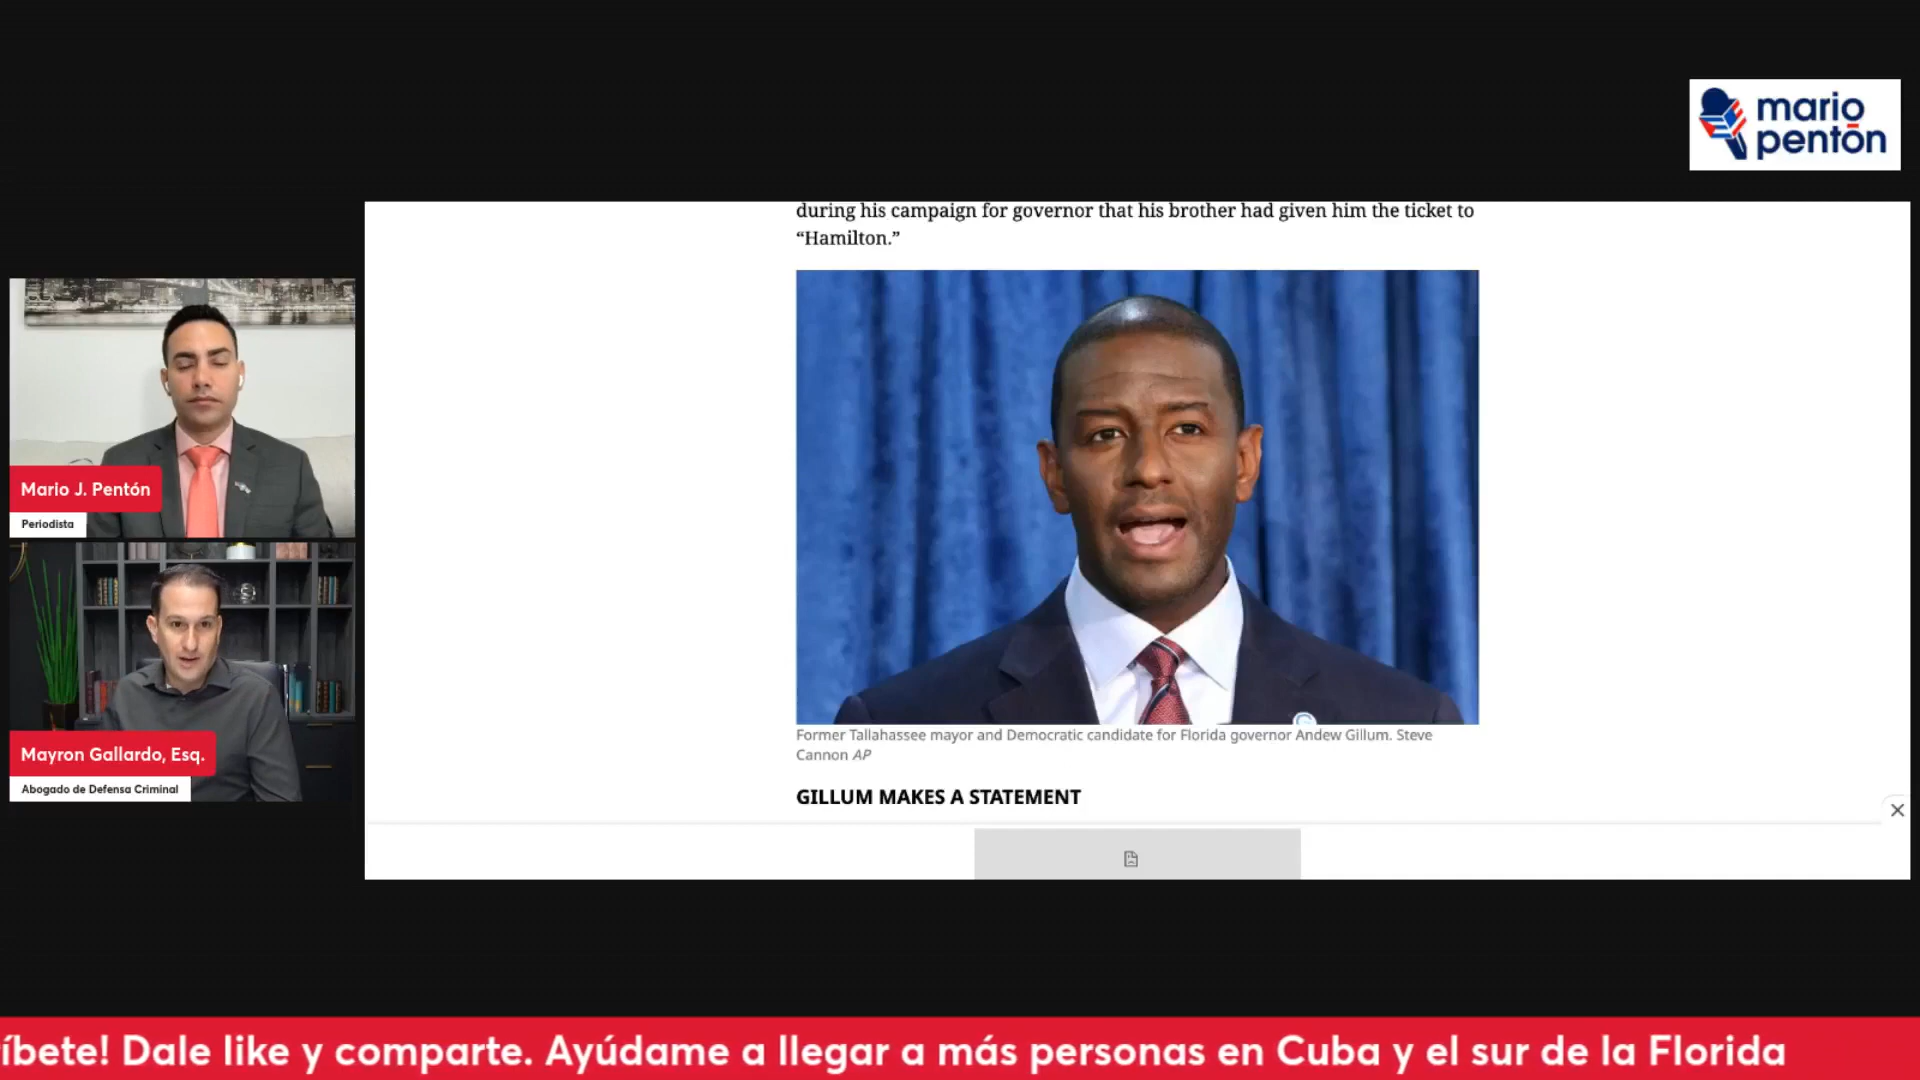 mario
pentón
during his campaign for governor that his brother had given him the ticket to
“Hamilton.”
Mario J. Pentón
Periodista
Mayron Gallardo, Esq.
Abogado de Defensa Criminal
Former Tallahassee mayor and Democratic candidate for Florida governor Andew Gillum. Steve
Cannon AP
GILLUM MAKES A STATEMENT
íbete! Dale like y comparte. Ayúdame a llegar a más personas en Cuba y el sur de la Florida